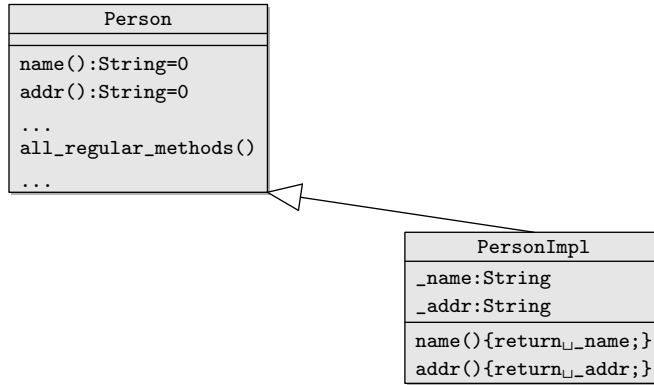 Person
name():String=0
addr():String=0
...
all_regular_methods()
...
PersonImpl
_name:String
_addr:String
name(){return␣_name;}
addr(){return␣_addr;}